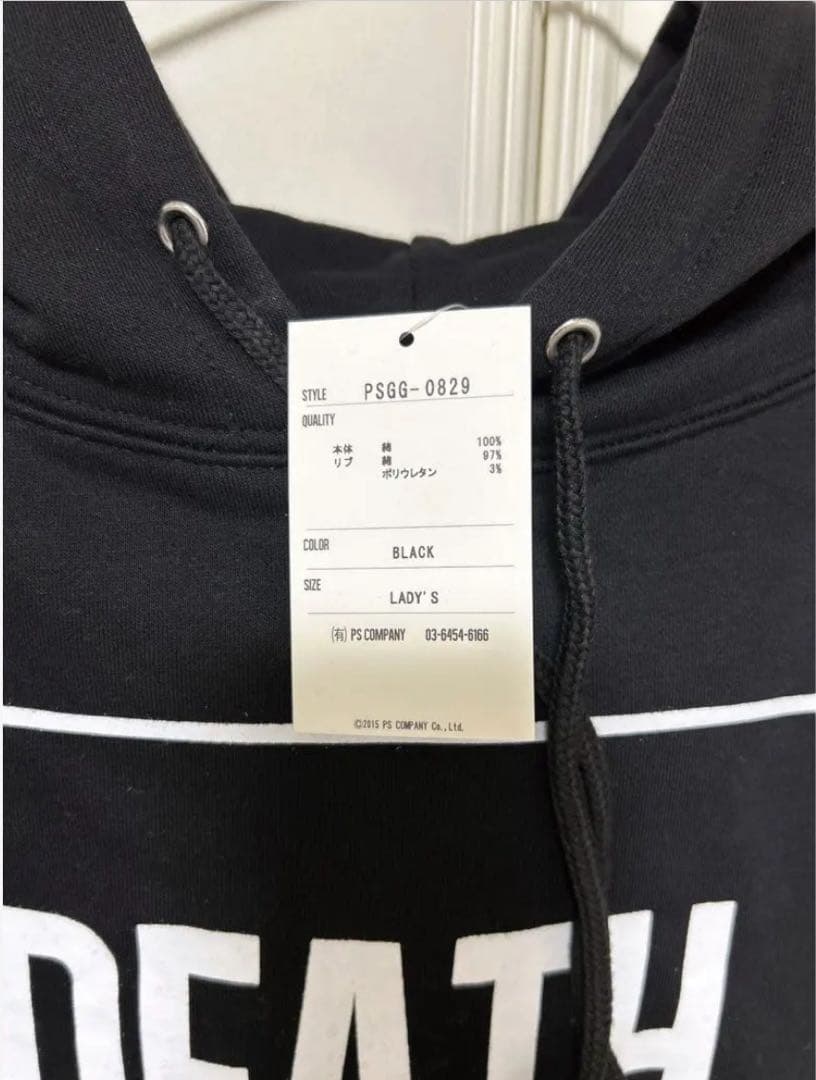 STYLE PSGG-0829
QUALITY
本体 綿 100%
リブ 綿 97%
ポリウレタン 3%
COLOR BLACK
SIZE LADY'S
(有) PS COMPANY 03-6454-6166
©2015 PS COMPANY Co.,Ltd.
DEATH